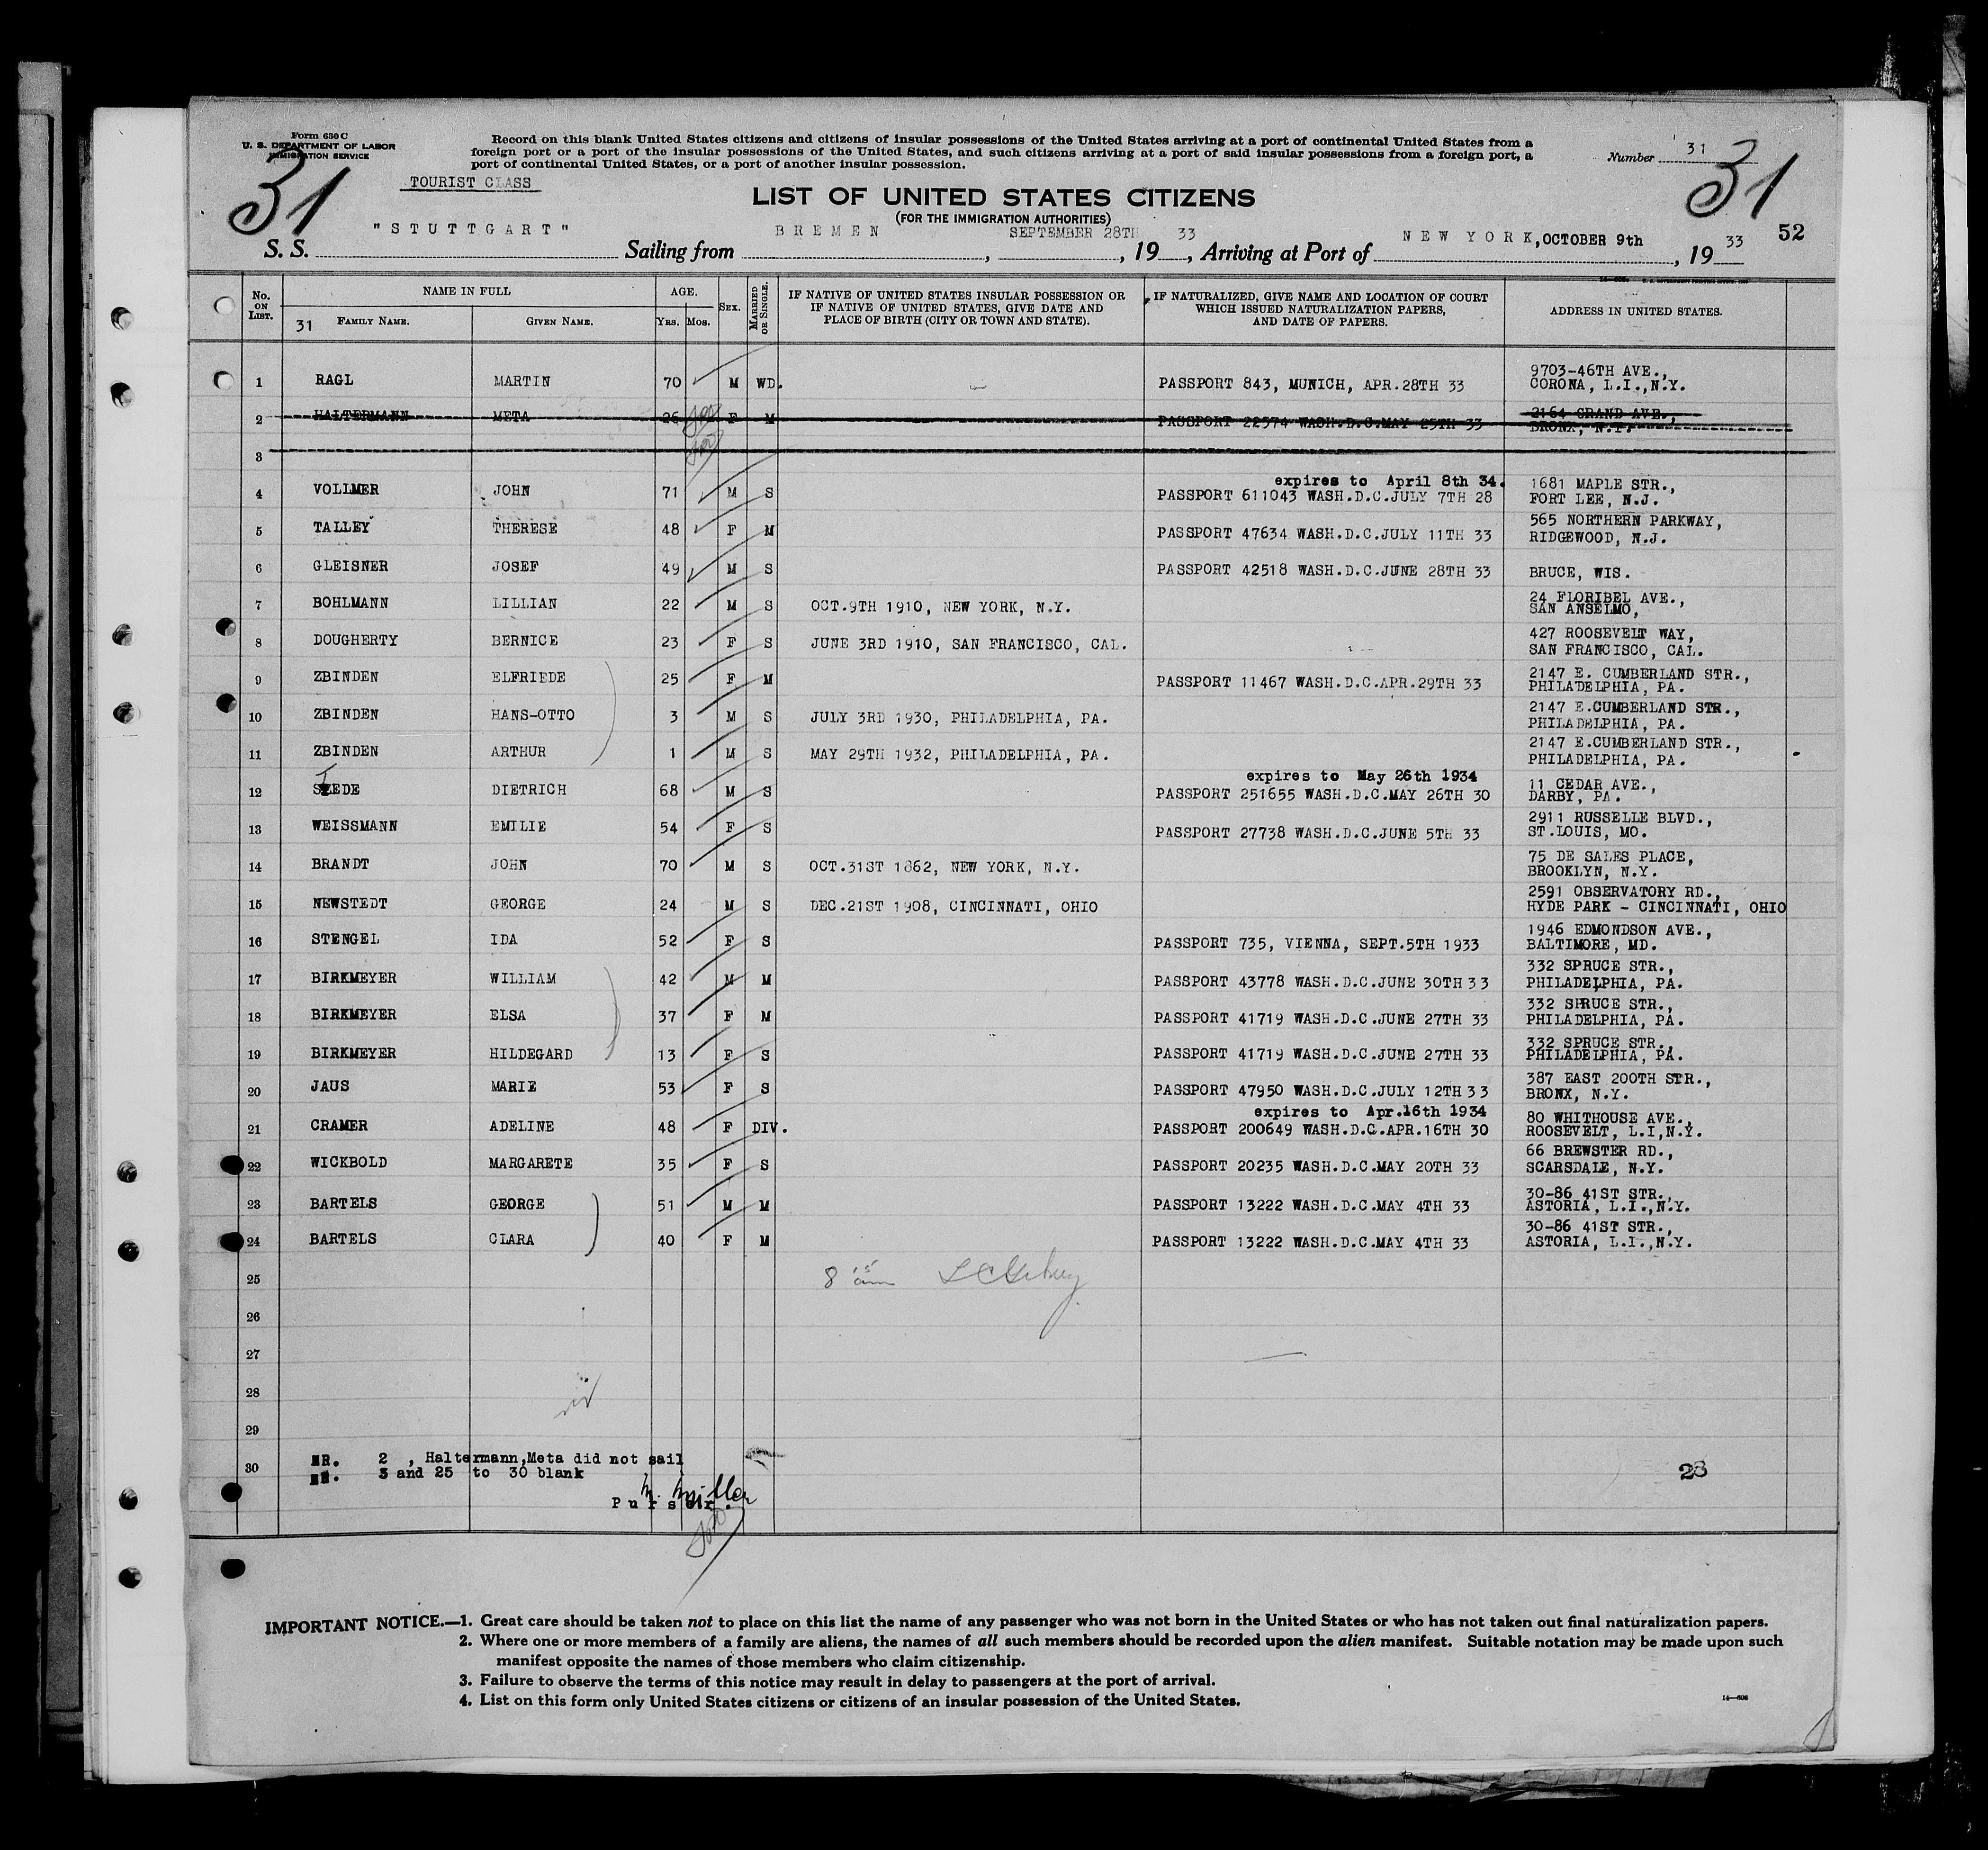 Form 630 C
U. S. DEPARTMENT OF LABOR
IMMIGRATION SERVICE
Record on this blank United States citizens and citizens of insular possessions of the United States arriving at a port of continental United States from a
foreign port or a port of the insular possessions of the United States, and such citizens arriving at a port of said insular possessions from a foreign port, a
port of continental United States, or a port of another insular possession.
Number 31
31
31
TOURIST CLASS
LIST OF UNITED STATES CITIZENS
(FOR THE IMMIGRATION AUTHORITIES)
52
S. S. "STUTTGART" Sailing from BREMEN, SEPTEMBER 28TH, 19 33, Arriving at Port of NEW YORK, OCTOBER 9th, 19 33
No. ON LIST. NAME IN FULL AGE. SEX. MARRIED OR SINGLE. IF NATIVE OF UNITED STATES INSULAR POSSESSION OR IF NATIVE OF UNITED STATES, GIVE DATE AND PLACE OF BIRTH (CITY OR TOWN AND STATE). IF NATURALIZED, GIVE NAME AND LOCATION OF COURT WHICH ISSUED NATURALIZATION PAPERS, AND DATE OF PAPERS. ADDRESS IN UNITED STATES.
31 FAMILY NAME. GIVEN NAME. YRS. MOS.
1 RAGL MARTIN 70 M WD. PASSPORT 843, MUNICH, APR.28TH 33 9703-46TH AVE., CORONA, L.I.,N.Y.
2 HALTERMANN META 26 F M PASSPORT 22574 WASH.D.C.MAY 25TH 33 2164 GRAND AVE., BRONX, N.Y.
3
4 VOLLMER JOHN 71 M S expires to April 8th 34. PASSPORT 611043 WASH.D.C.JULY 7TH 28 1681 MAPLE STR., FORT LEE, N.J.
5 TALLEY THERESE 48 F M PASSPORT 47634 WASH.D.C.JULY 11TH 33 565 NORTHERN PARKWAY, RIDGEWOOD, N.J.
6 GLEISNER JOSEF 49 M S PASSPORT 42518 WASH.D.C.JUNE 28TH 33 BRUCE, WIS.
7 BOHLMANN LILLIAN 22 M S OCT.9TH 1910, NEW YORK, N.Y. 24 FLORIBEL AVE., SAN ANSELMO,
8 DOUGHERTY BERNICE 23 F S JUNE 3RD 1910, SAN FRANCISCO, CAL. 427 ROOSEVELT WAY, SAN FRANCISCO, CAL.
9 ZBINDEN ELFRIEDE 25 F M PASSPORT 11467 WASH.D.C.APR.29TH 33 2147 E. CUMBERLAND STR., PHILADELPHIA, PA.
10 ZBINDEN HANS-OTTO 3 M S JULY 3RD 1930, PHILADELPHIA, PA. 2147 E.CUMBERLAND STR., PHILADELPHIA, PA.
11 ZBINDEN ARTHUR 1 M S MAY 29TH 1932, PHILADELPHIA, PA. 2147 E.CUMBERLAND STR., PHILADELPHIA, PA.
12 DIETRICH 68 M S expires to May 26th 1934 PASSPORT 251655 WASH.D.C.MAY 26TH 30 11 CEDAR AVE., DARBY, PA.
13 WEISSMANN EMILIE 54 F S PASSPORT 27738 WASH.D.C.JUNE 5TH 33 2911 RUSSELLE BLVD., ST.LOUIS, MO.
14 BRANDT JOHN 70 M S OCT.31ST 1862, NEW YORK, N.Y. 75 DE SALES PLACE, BROOKLYN, N.Y.
15 NEWSTEDT GEORGE 24 M S DEC.21ST 1908, CINCINNATI, OHIO 2591 OBSERVATORY RD., HYDE PARK - CINCINNATI, OHIO
16 STENGEL IDA 52 F S PASSPORT 735, VIENNA, SEPT.5TH 1933 1946 EDMONDSON AVE., BALTIMORE, MD.
17 BIRKMEYER WILLIAM 42 M M PASSPORT 43778 WASH.D.C.JUNE 30TH 33 332 SPRUCE STR., PHILADELPHIA, PA.
18 BIRKMEYER ELSA 37 F M PASSPORT 41719 WASH.D.C.JUNE 27TH 33 332 SPRUCE STR., PHILADELPHIA, PA.
19 BIRKMEYER HILDEGARD 13 F S PASSPORT 41719 WASH.D.C.JUNE 27TH 33 332 SPRUCE STR., PHILADELPHIA, PA.
20 JAUS MARIE 53 F S PASSPORT 47950 WASH.D.C.JULY 12TH 33 387 EAST 200TH STR., BRONX, N.Y.
21 CRAMER ADELINE 48 F DIV. expires to Apr.16th 1934 PASSPORT 200649 WASH.D.C.APR.16TH 30 80 WHITHOUSE AVE., ROOSEVELT, L.I,N.Y.
22 WICKBOLD MARGARETE 35 F S PASSPORT 20235 WASH.D.C.MAY 20TH 33 66 BREWSTER RD., SCARSDALE, N.Y.
23 BARTELS GEORGE 51 M M PASSPORT 13222 WASH.D.C.MAY 4TH 33 30-86 41ST STR., ASTORIA, L.I.,N.Y.
24 BARTELS CLARA 40 F M PASSPORT 13222 WASH.D.C.MAY 4TH 33 30-86 41ST STR., ASTORIA, L.I.,N.Y.
25
26
27
28
29
30
NR. 2 , Haltermann,Meta did not sail
NR. 3 and 25 to 30 blank
Purser.
23
IMPORTANT NOTICE.—1. Great care should be taken not to place on this list the name of any passenger who was not born in the United States or who has not taken out final naturalization papers.
2. Where one or more members of a family are aliens, the names of all such members should be recorded upon the alien manifest. Suitable notation may be made upon such
manifest opposite the names of those members who claim citizenship.
3. Failure to observe the terms of this notice may result in delay to passengers at the port of arrival.
4. List on this form only United States citizens or citizens of an insular possession of the United States.